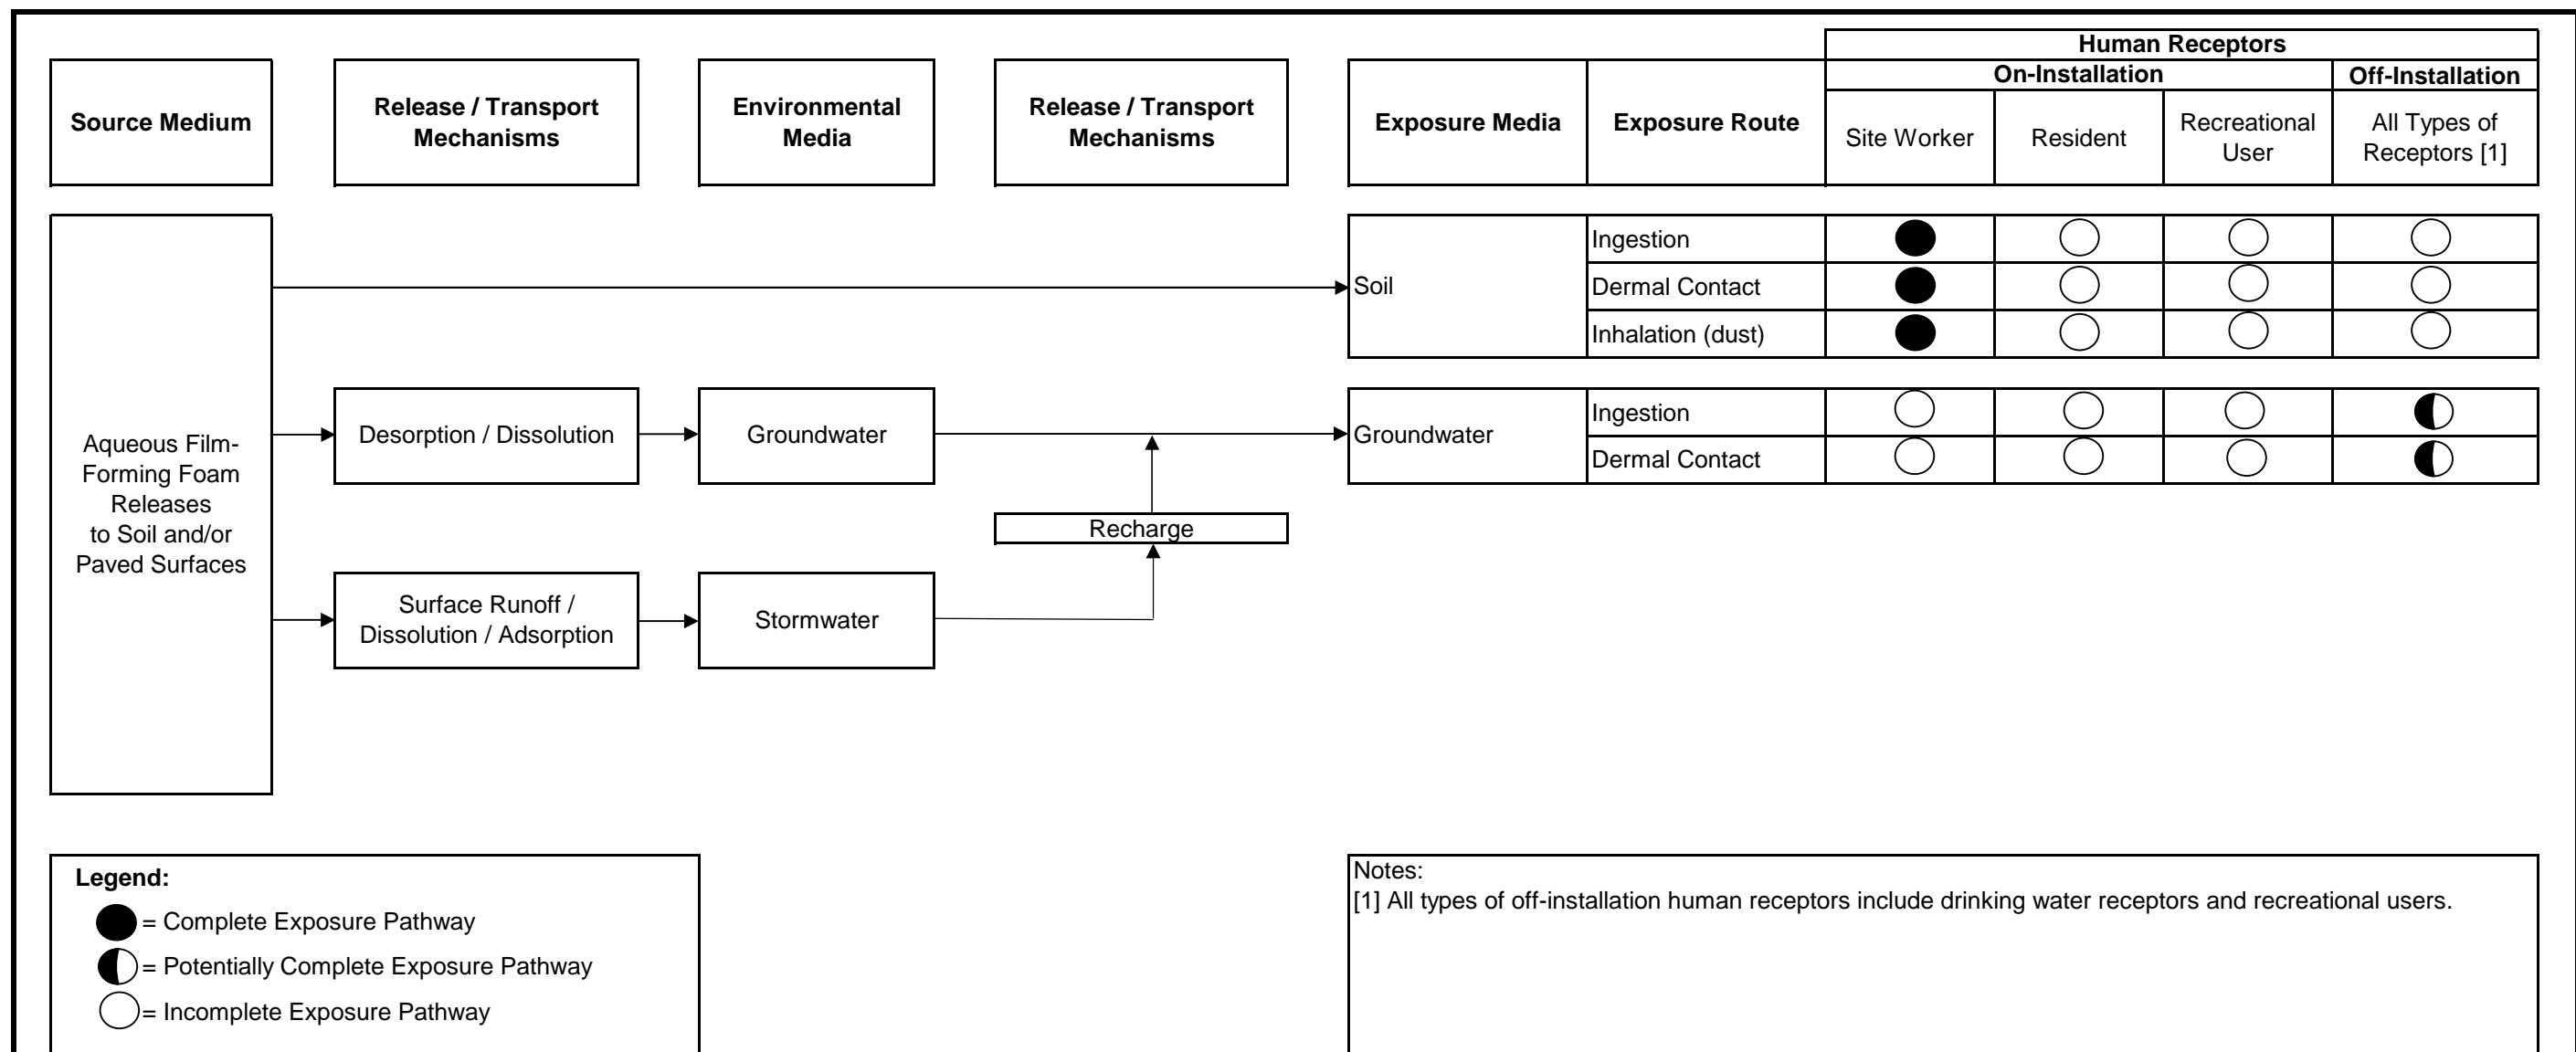 Human Receptors
On-Installation
Off-Installation
Source Medium
Release / Transport
Mechanisms
Environmental
Media
Release / Transport
Mechanisms
Exposure Media
Exposure Route
Site Worker
Resident
Recreational
User
All Types of
Receptors [1]
Aqueous Film-
Forming Foam
Releases
to Soil and/or
Paved Surfaces
Soil
Ingestion
Dermal Contact
Inhalation (dust)
Desorption / Dissolution
Groundwater
Groundwater
Ingestion
Dermal Contact
Recharge
Surface Runoff /
Dissolution / Adsorption
Stormwater
Legend:
= Complete Exposure Pathway
= Potentially Complete Exposure Pathway
= Incomplete Exposure Pathway
Notes:
[1] All types of off-installation human receptors include drinking water receptors and recreational users.